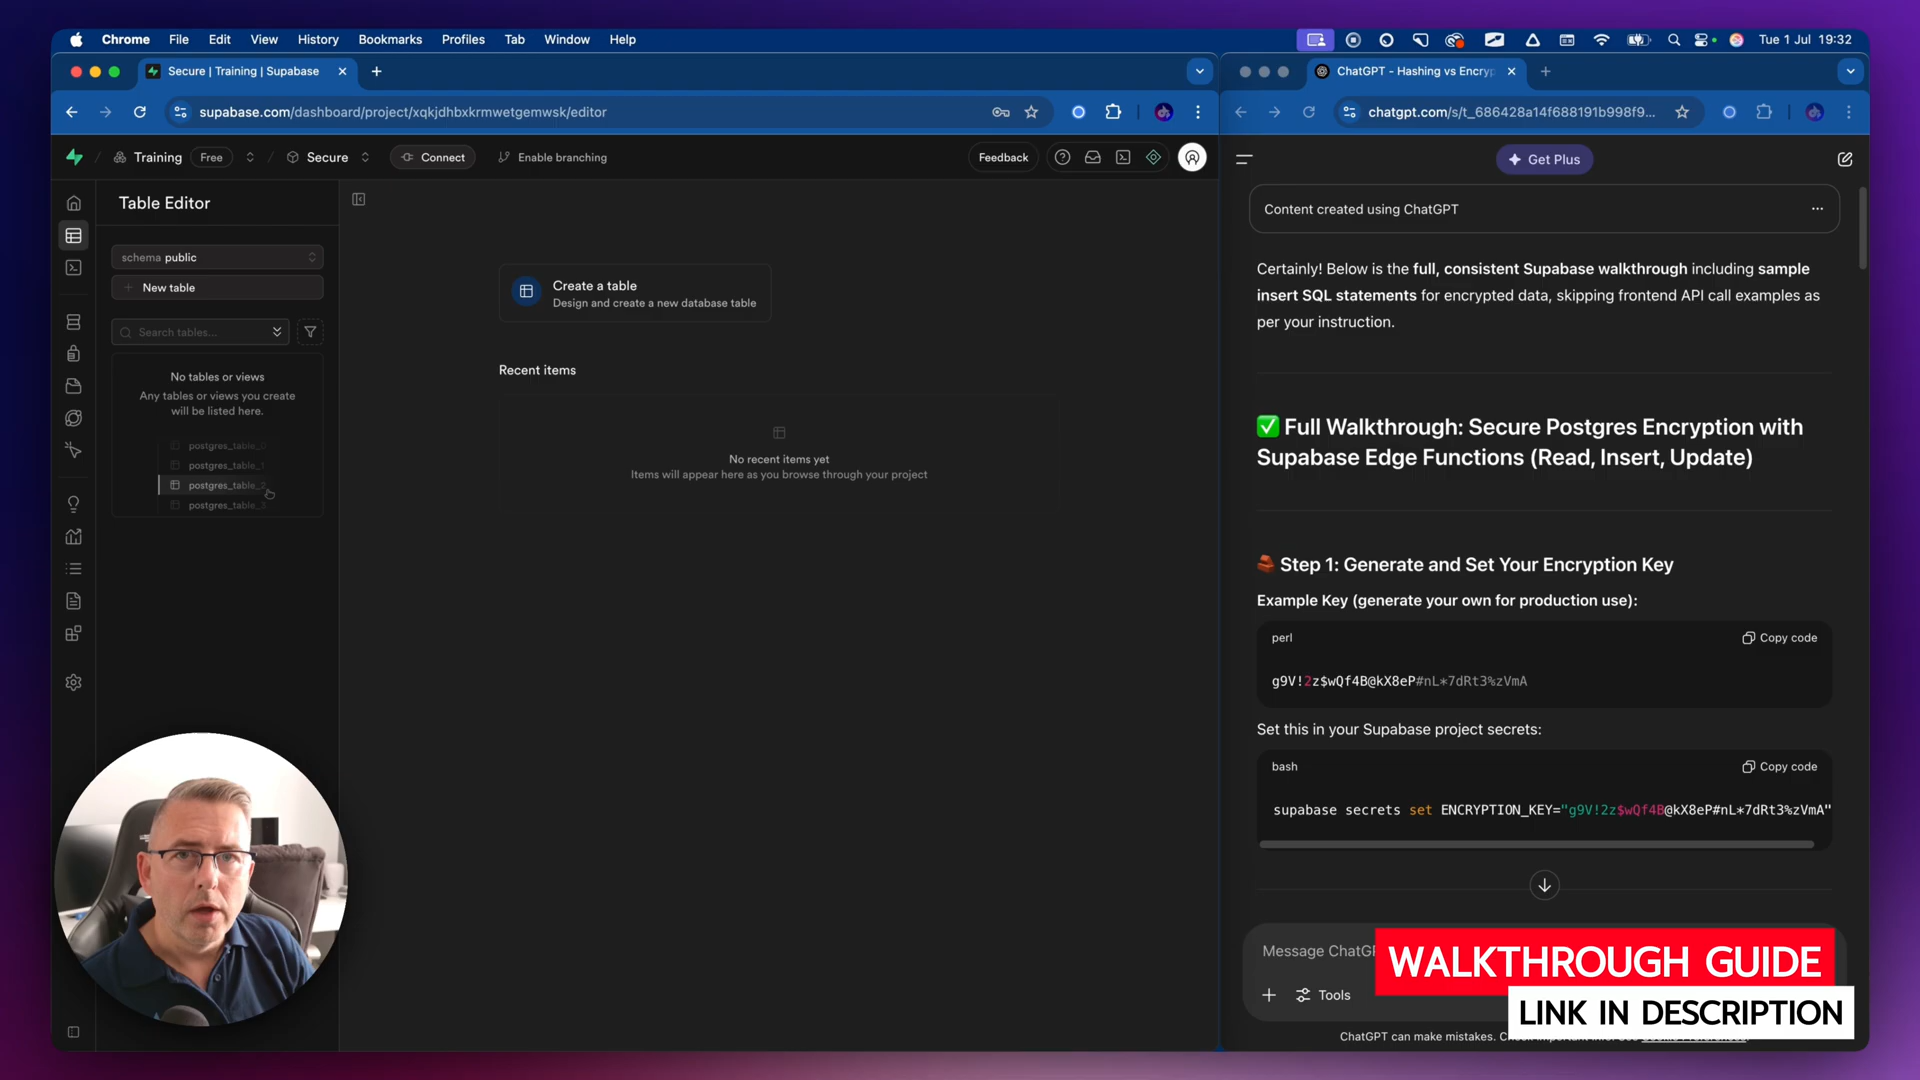 Chrome File Edit View History Bookmarks Profiles Tab Window Help
Tue 1 Jul 19:32
Secure | Training | Supabase
supabase.com/dashboard/project/xqkjdhbxkrmwetgemwsk/editor
Training Free Secure Connect Enable branching
Feedback
Table Editor
schema public
New table
Search tables...
No tables or views
Any tables or views you create
will be listed here.
postgres_table_0
postgres_table_1
postgres_table_2
postgres_table_3
Create a table
Design and create a new database table
Recent items
No recent items yet
Items will appear here as you browse through your project
ChatGPT - Hashing vs Encryp
chatgpt.com/s/t_686428a14f688191b998f9...
Get Plus
Content created using ChatGPT
Certainly! Below is the full, consistent Supabase walkthrough including sample
insert SQL statements for encrypted data, skipping frontend API call examples as
per your instruction.
✅ Full Walkthrough: Secure Postgres Encryption with
Supabase Edge Functions (Read, Insert, Update)
Step 1: Generate and Set Your Encryption Key
Example Key (generate your own for production use):
perl
Copy code
g9V!2z$wQf4B@kX8eP#nL*7dRt3%zVmA
Set this in your Supabase project secrets:
bash
Copy code
supabase secrets set ENCRYPTION_KEY="g9V!2z$wQf4B@kX8eP#nL*7dRt3%zVmA"
Message ChatG
Tools
WALKTHROUGH GUIDE
LINK IN DESCRIPTION
ChatGPT can make mistakes.